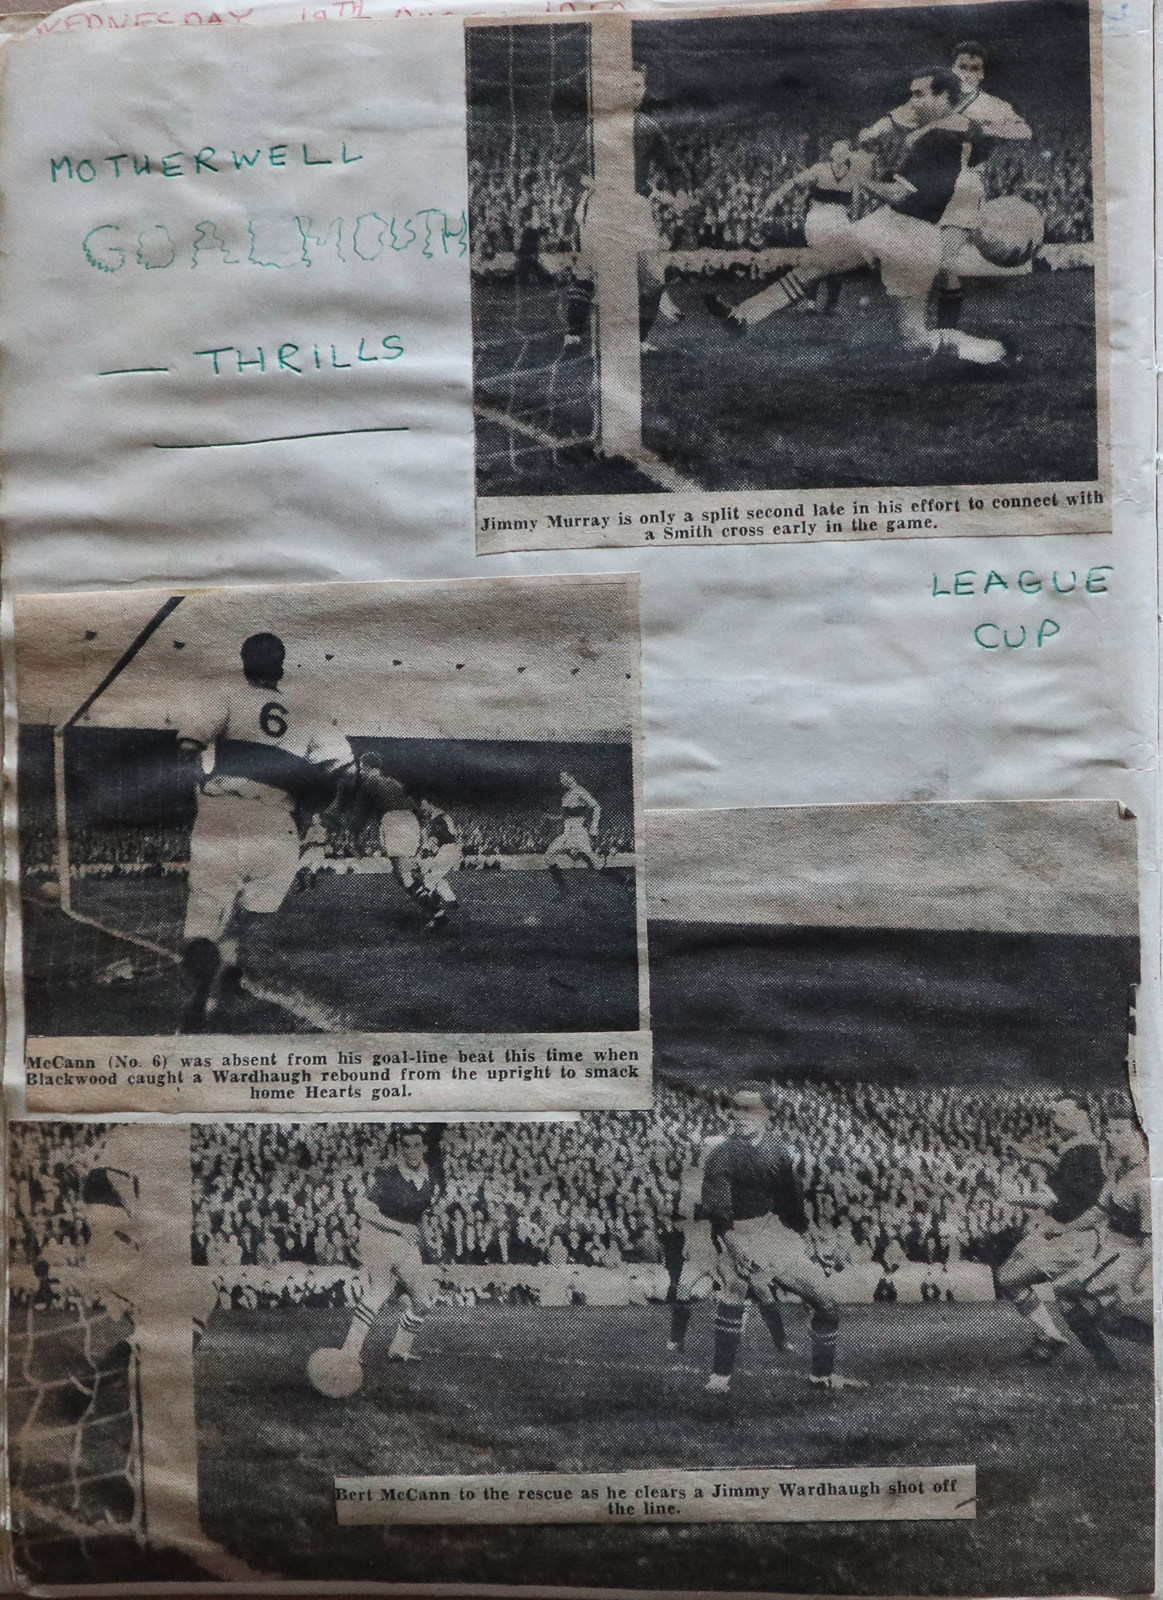 WEDNESDAY 19TH
MOTHERWELL
GOALMOUTH
— THRILLS
Jimmy Murray is only a split second late in his effort to connect with
a Smith cross early in the game.
LEAGUE
CUP
6
McCann (No. 6) was absent from his goal-line beat this time when
Blackwood caught a Wardhaugh rebound from the upright to smack
home Hearts goal.
Bert McCann to the rescue as he clears a Jimmy Wardhaugh shot off
the line.